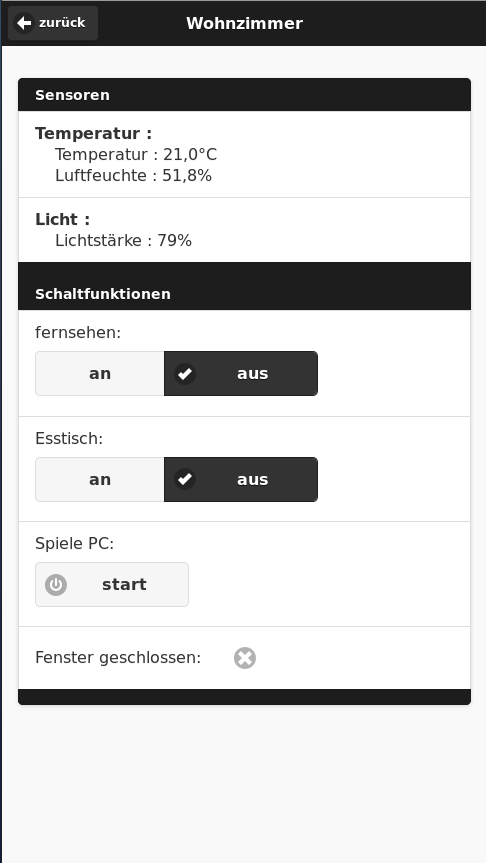 zurück
Wohnzimmer
Sensoren
Temperatur :
Temperatur : 21,0°C
Luftfeuchte : 51,8%
Licht :
Lichtstärke : 79%
Schaltfunktionen
fernsehen:
an aus
Esstisch:
an aus
Spiele PC:
start
Fenster geschlossen: